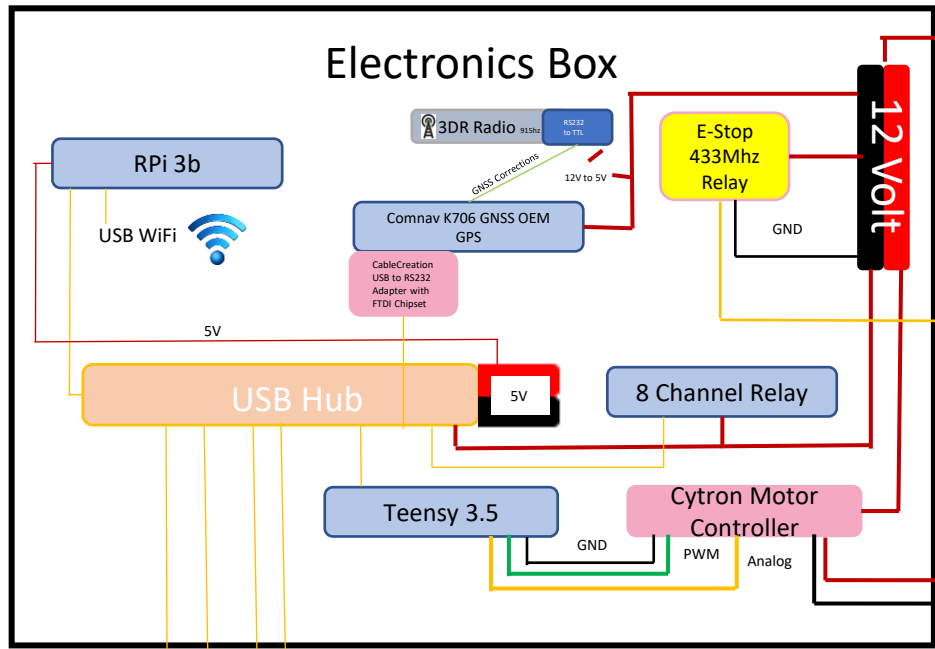 Electronics Box
12 Volt
3DR Radio 915hz
RS232
to TTL
E-Stop
433Mhz
Relay
RPi 3b
GNSS Corrections
12V to 5V
Comnav K706 GNSS OEM
GPS
USB WiFi
GND
CableCreation
USB to RS232
Adapter with
FTDI Chipset
5V
USB Hub
5V
8 Channel Relay
Teensy 3.5
Cytron Motor
Controller
GND
PWM
Analog